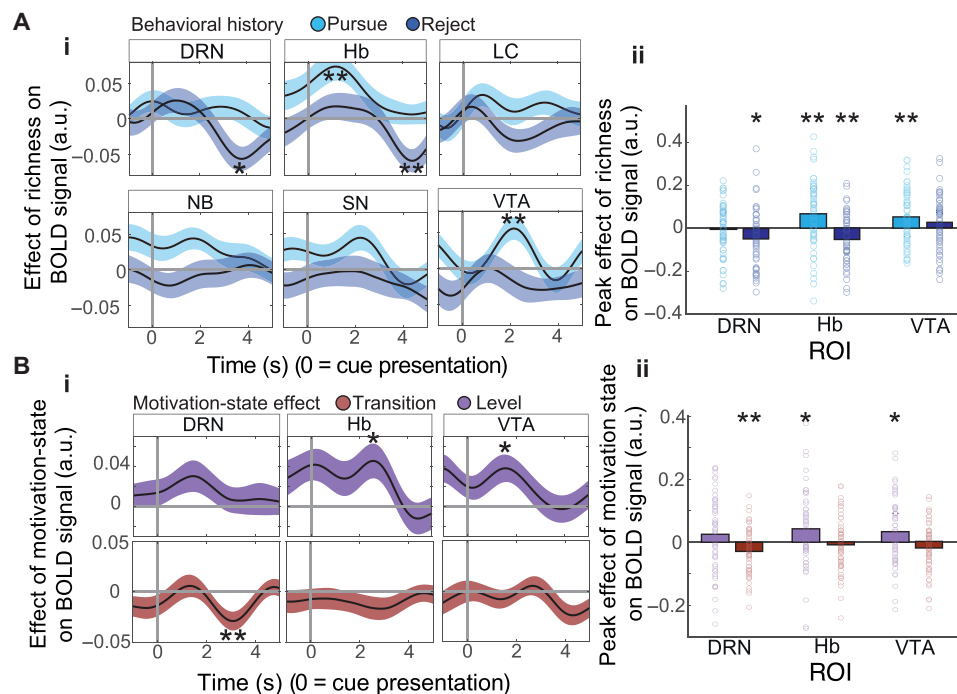 A
Behavioral history Pursue Reject
i
DRN Hb LC
0.05
0
−0.05
** * **
NB SN VTA
0.05
0
−0.05
**
0 2 4 0 2 4 0 2 4
Effect of richness on
BOLD signal (a.u.)
Time (s) (0 = cue presentation)
ii
* ** ** **
0.4
0.2
0
−0.2
−0.4
Peak effect of richness
on BOLD signal (a.u.)
DRN Hb VTA
ROI
B
i
Motivation-state effect Transition Level
DRN Hb VTA
* *
0.04
0
0.05
0
−0.05
**
0 2 4 0 2 4 0 2 4
Effect of motivation-state
on BOLD signal (a.u.)
Time (s) (0 = cue presentation)
ii
** * *
0.4
0.2
0
−0.2
Peak effect of motivation state
on BOLD signal (a.u.)
DRN Hb VTA
ROI